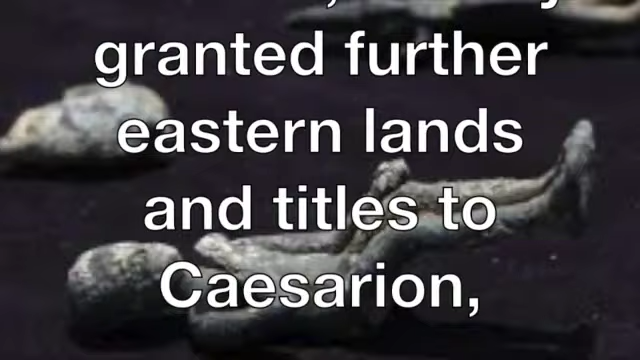 granted further
eastern lands
and titles to
Caesarion,